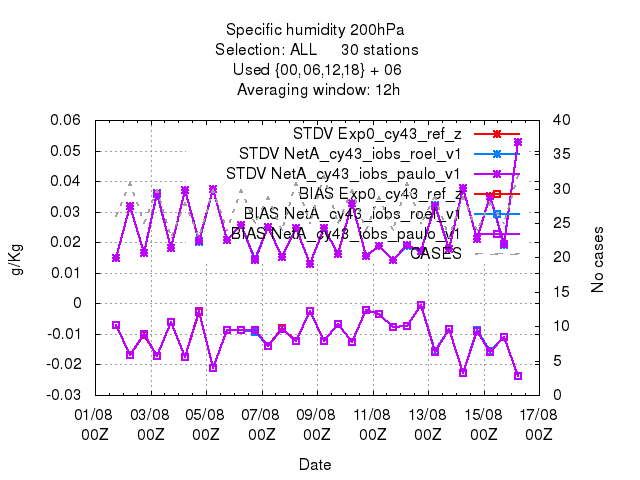 Specific humidity 200hPa
Selection: ALL 30 stations
Used {00,06,12,18} + 06
Averaging window: 12h
0.06
0.05
0.04
0.03
0.02
0.01
0
-0.01
-0.02
-0.03
g/Kg
40
35
30
25
20
15
10
5
0
No cases
STDV Exp0_cy43_ref_z
STDV NetA_cy43_iobs_roel_v1
STDV NetA_cy43_iobs_paulo_v1
BIAS Exp0_cy43_ref_z
BIAS NetA_cy43_iobs_roel_v1
BIAS NetA_cy43_iobs_paulo_v1
CASES
01/08 03/08 05/08 07/08 09/08 11/08 13/08 15/08 17/08
00Z 00Z 00Z 00Z 00Z 00Z 00Z 00Z 00Z
Date